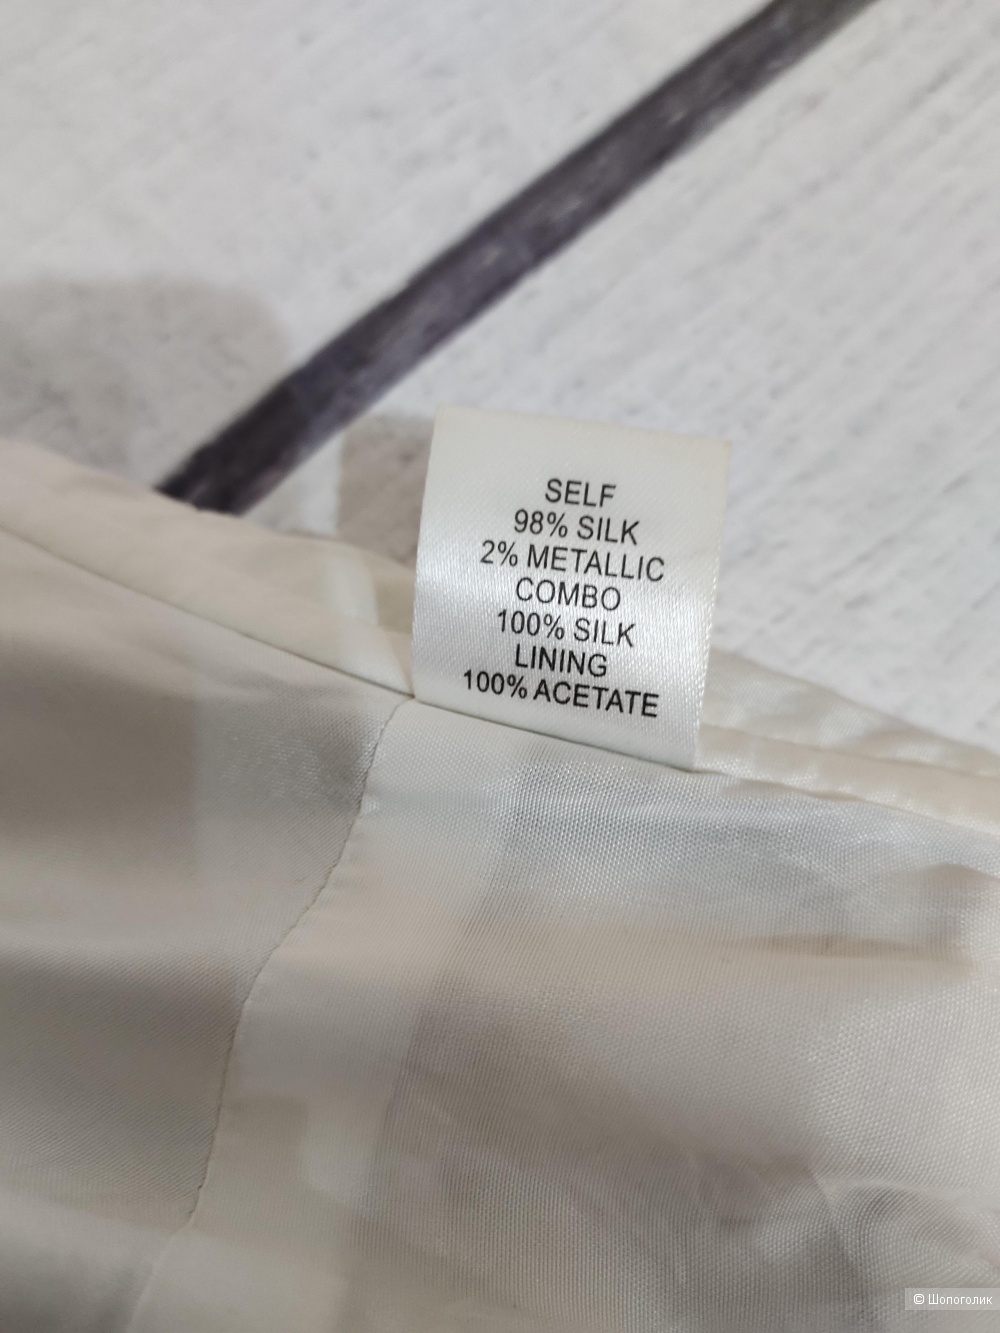 SELF
98% SILK
2% METALLIC
COMBO
100% SILK
LINING
100% ACETATE
© Шопоголик